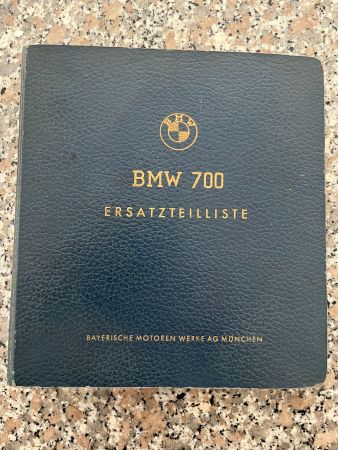 BMW
BMW 700
ERSATZTEILLISTE
BAYERISCHE MOTOREN WERKE AG MÜNCHEN